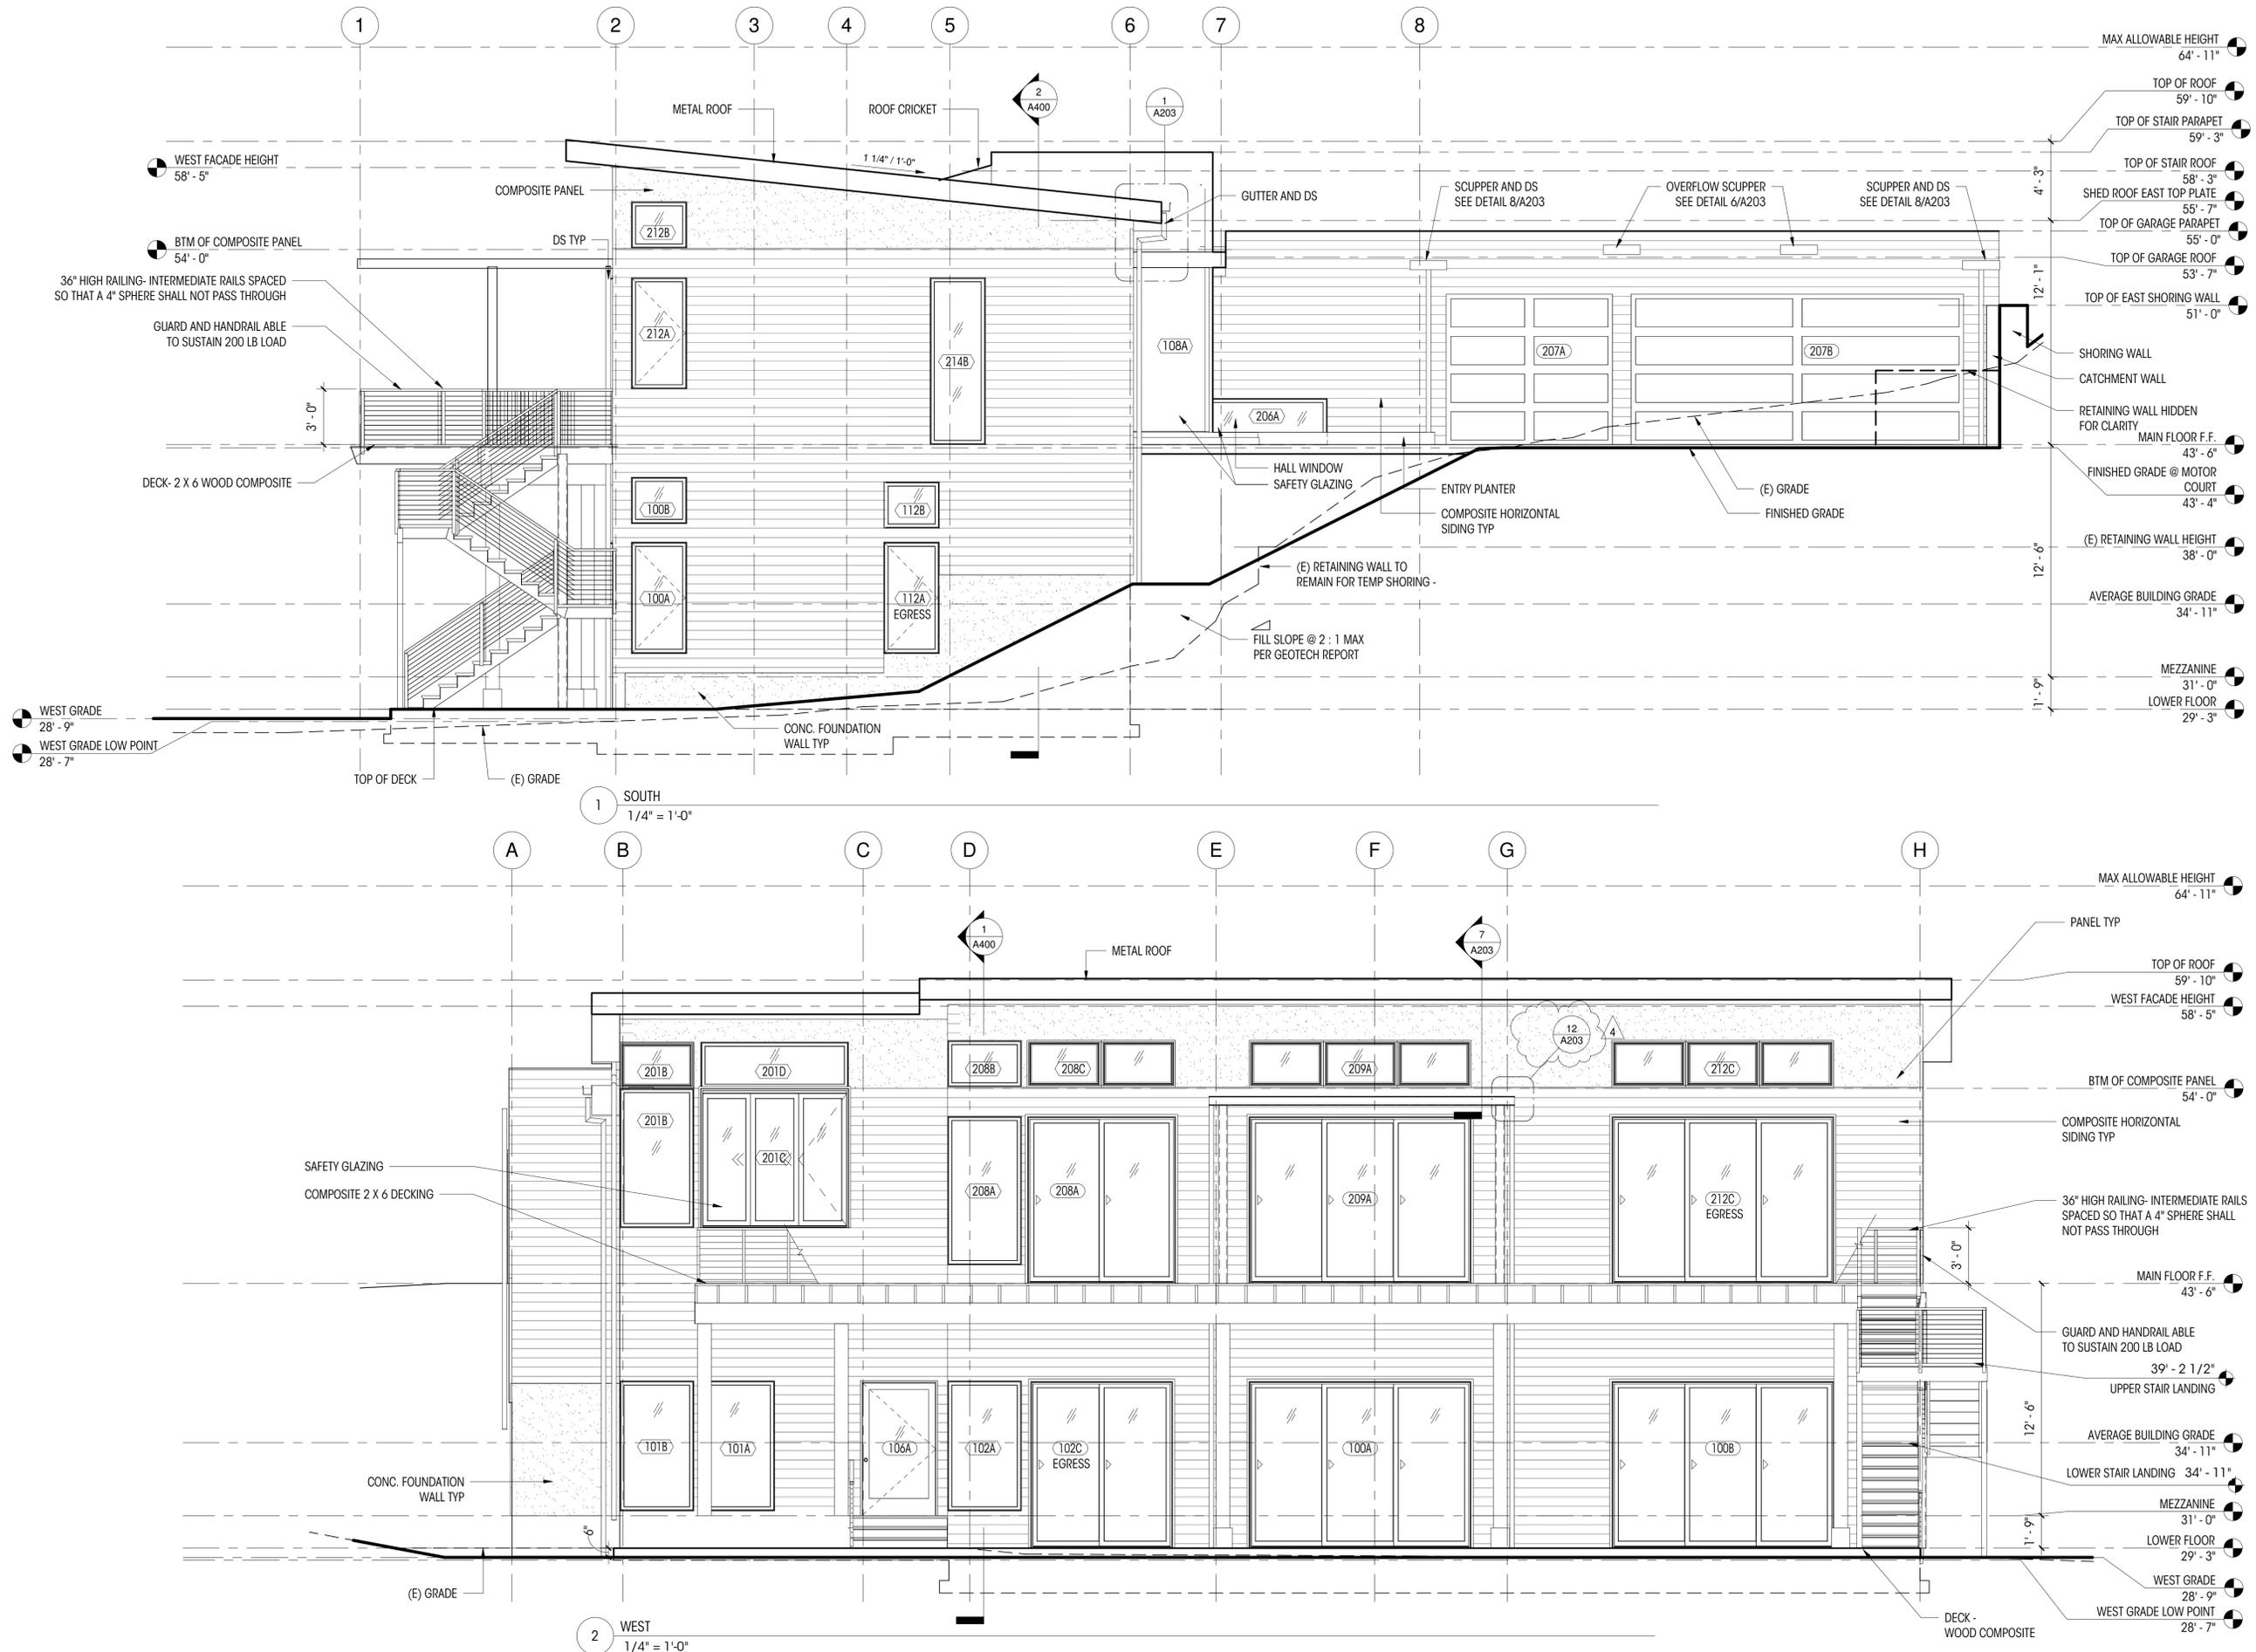 1
2
3
4
5
6
7
8
MAX ALLOWABLE HEIGHT
64' - 11"
TOP OF ROOF
59' - 10"
TOP OF STAIR PARAPET
59' - 3"
TOP OF STAIR ROOF
58' - 3"
SHED ROOF EAST TOP PLATE
55' - 7"
TOP OF GARAGE PARAPET
55' - 0"
TOP OF GARAGE ROOF
53' - 7"
TOP OF EAST SHORING WALL
51' - 0"
SHORING WALL
CATCHMENT WALL
RETAINING WALL HIDDEN
FOR CLARITY
MAIN FLOOR F.F.
43' - 6"
FINISHED GRADE @ MOTOR
COURT
43' - 4"
(E) RETAINING WALL HEIGHT
38' - 0"
AVERAGE BUILDING GRADE
34' - 11"
MEZZANINE
31' - 0"
LOWER FLOOR
29' - 3"
4' - 3"
12' - 1"
12' - 6"
1' - 9"
METAL ROOF
ROOF CRICKET
2
A400
1
A203
1 1/4" / 1'-0"
WEST FACADE HEIGHT
58' - 5"
COMPOSITE PANEL
GUTTER AND DS
SCUPPER AND DS
SEE DETAIL 8/A203
OVERFLOW SCUPPER
SEE DETAIL 6/A203
SCUPPER AND DS
SEE DETAIL 8/A203
212B
BTM OF COMPOSITE PANEL
54' - 0"
DS TYP
36" HIGH RAILING- INTERMEDIATE RAILS SPACED
SO THAT A 4" SPHERE SHALL NOT PASS THROUGH
GUARD AND HANDRAIL ABLE
TO SUSTAIN 200 LB LOAD
212A
214B
108A
207A
207B
206A
3' - 0"
DECK- 2 X 6 WOOD COMPOSITE
HALL WINDOW
SAFETY GLAZING
ENTRY PLANTER
COMPOSITE HORIZONTAL
SIDING TYP
(E) GRADE
FINISHED GRADE
100B
112B
(E) RETAINING WALL TO
REMAIN FOR TEMP SHORING -
100A
112A
EGRESS
FILL SLOPE @ 2 : 1 MAX
PER GEOTECH REPORT
WEST GRADE
28' - 9"
WEST GRADE LOW POINT
28' - 7"
CONC. FOUNDATION
WALL TYP
TOP OF DECK
(E) GRADE
1
SOUTH
1/4" = 1'-0"
A
B
C
D
E
F
G
H
MAX ALLOWABLE HEIGHT
64' - 11"
PANEL TYP
TOP OF ROOF
59' - 10"
WEST FACADE HEIGHT
58' - 5"
BTM OF COMPOSITE PANEL
54' - 0"
COMPOSITE HORIZONTAL
SIDING TYP
36" HIGH RAILING- INTERMEDIATE RAILS
SPACED SO THAT A 4" SPHERE SHALL
NOT PASS THROUGH
3' - 0"
MAIN FLOOR F.F.
43' - 6"
GUARD AND HANDRAIL ABLE
TO SUSTAIN 200 LB LOAD
39' - 2 1/2"
UPPER STAIR LANDING
12' - 6"
AVERAGE BUILDING GRADE
34' - 11"
LOWER STAIR LANDING 34' - 11"
MEZZANINE
31' - 0"
1' - 9"
LOWER FLOOR
29' - 3"
WEST GRADE
28' - 9"
WEST GRADE LOW POINT
28' - 7"
DECK -
WOOD COMPOSITE
1
A400
METAL ROOF
7
A203
12
A203
4
201B
201D
208B
208C
209A
212C
201B
201C
208A
208A
209A
212C
EGRESS
SAFETY GLAZING
COMPOSITE 2 X 6 DECKING
101B
101A
106A
102A
102C
EGRESS
100A
100B
CONC. FOUNDATION
WALL TYP
6"
(E) GRADE
2
WEST
1/4" = 1'-0"